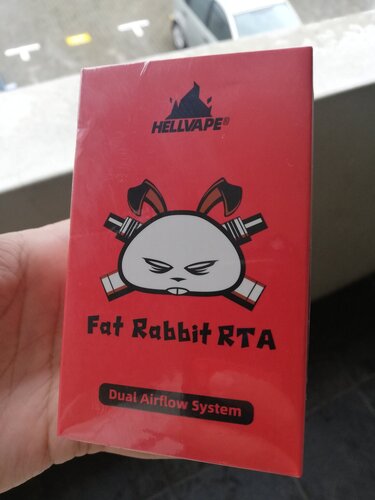 HELLVAPE®
Fat Rabbit RTA
Dual Airflow System